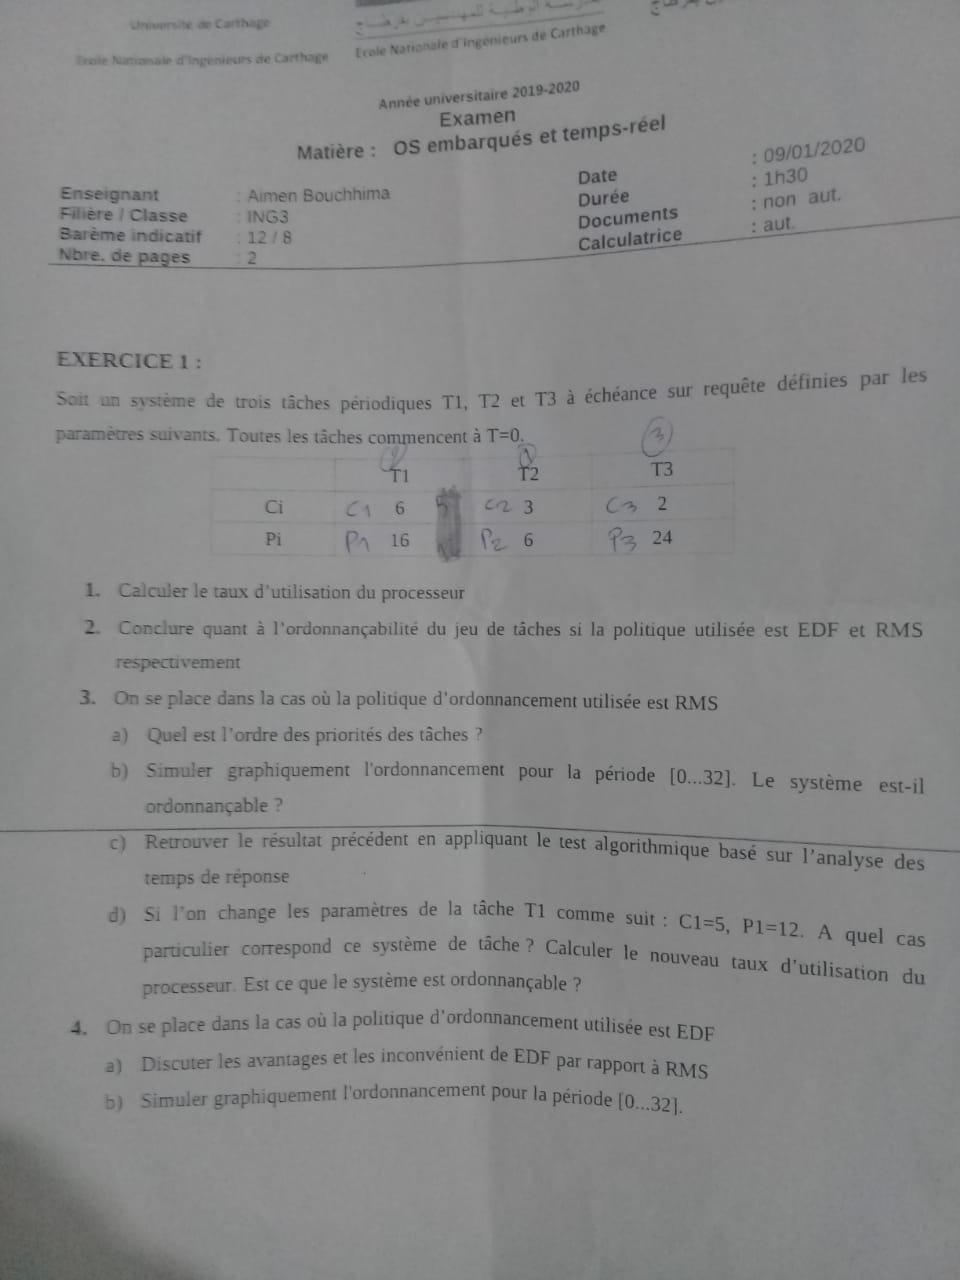 Université de Carthage
Ecole Nationale d'Ingénieurs de Carthage
Ecole Nationale d'Ingénieurs de Carthage
Année universitaire 2019-2020
Examen
Matière : OS embarqués et temps-réel
Enseignant : Aimen Bouchhima
Filière / Classe : ING3
Barème indicatif : 12 / 8
Nbre. de pages : 2
Date : 09/01/2020
Durée : 1h30
Documents : non aut.
Calculatrice : aut.
EXERCICE 1 :
Soit un système de trois tâches périodiques T1, T2 et T3 à échéance sur requête définies par les
paramètres suivants. Toutes les tâches commencent à T=0.
1 3
T1 T2 T3
Ci C1 6 C2 3 C3 2
Pi P1 16 P2 6 P3 24
1. Calculer le taux d'utilisation du processeur
2. Conclure quant à l'ordonnançabilité du jeu de tâches si la politique utilisée est EDF et RMS
respectivement
3. On se place dans la cas où la politique d'ordonnancement utilisée est RMS
a) Quel est l'ordre des priorités des tâches ?
b) Simuler graphiquement l'ordonnancement pour la période [0...32]. Le système est-il
ordonnançable ?
c) Retrouver le résultat précédent en appliquant le test algorithmique basé sur l'analyse des
temps de réponse
d) Si l'on change les paramètres de la tâche T1 comme suit : C1=5, P1=12. A quel cas
particulier correspond ce système de tâche ? Calculer le nouveau taux d'utilisation du
processeur. Est ce que le système est ordonnançable ?
4. On se place dans la cas où la politique d'ordonnancement utilisée est EDF
a) Discuter les avantages et les inconvénient de EDF par rapport à RMS
b) Simuler graphiquement l'ordonnancement pour la période [0...32].